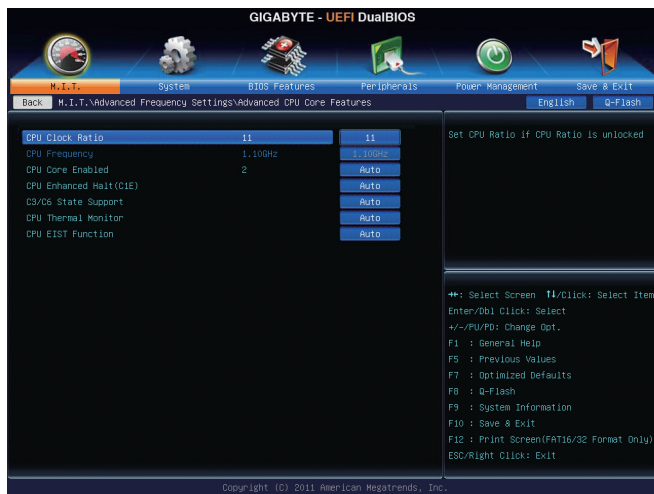 GIGABYTE - UEFI DualBIOS
M.I.T. System BIOS Features Peripherals Power Management Save & Exit
Back M.I.T.\Advanced Frequency Settings\Advanced CPU Core Features English Q-Flash
CPU Clock Ratio 11 11
CPU Frequency 1.10GHz 1.10GHz
CPU Core Enabled 2 Auto
CPU Enhanced Halt(C1E) Auto
C3/C6 State Support Auto
CPU Thermal Monitor Auto
CPU EIST Function Auto
Set CPU Ratio if CPU Ratio is unlocked
→←: Select Screen ↑↓/Click: Select Item
Enter/Dbl Click: Select
+/-/PU/PD: Change Opt.
F1 : General Help
F5 : Previous Values
F7 : Optimized Defaults
F8 : Q-Flash
F9 : System Information
F10 : Save & Exit
F12 : Print Screen(FAT16/32 Format Only)
ESC/Right Click: Exit
Copyright (C) 2011 American Megatrends, Inc.